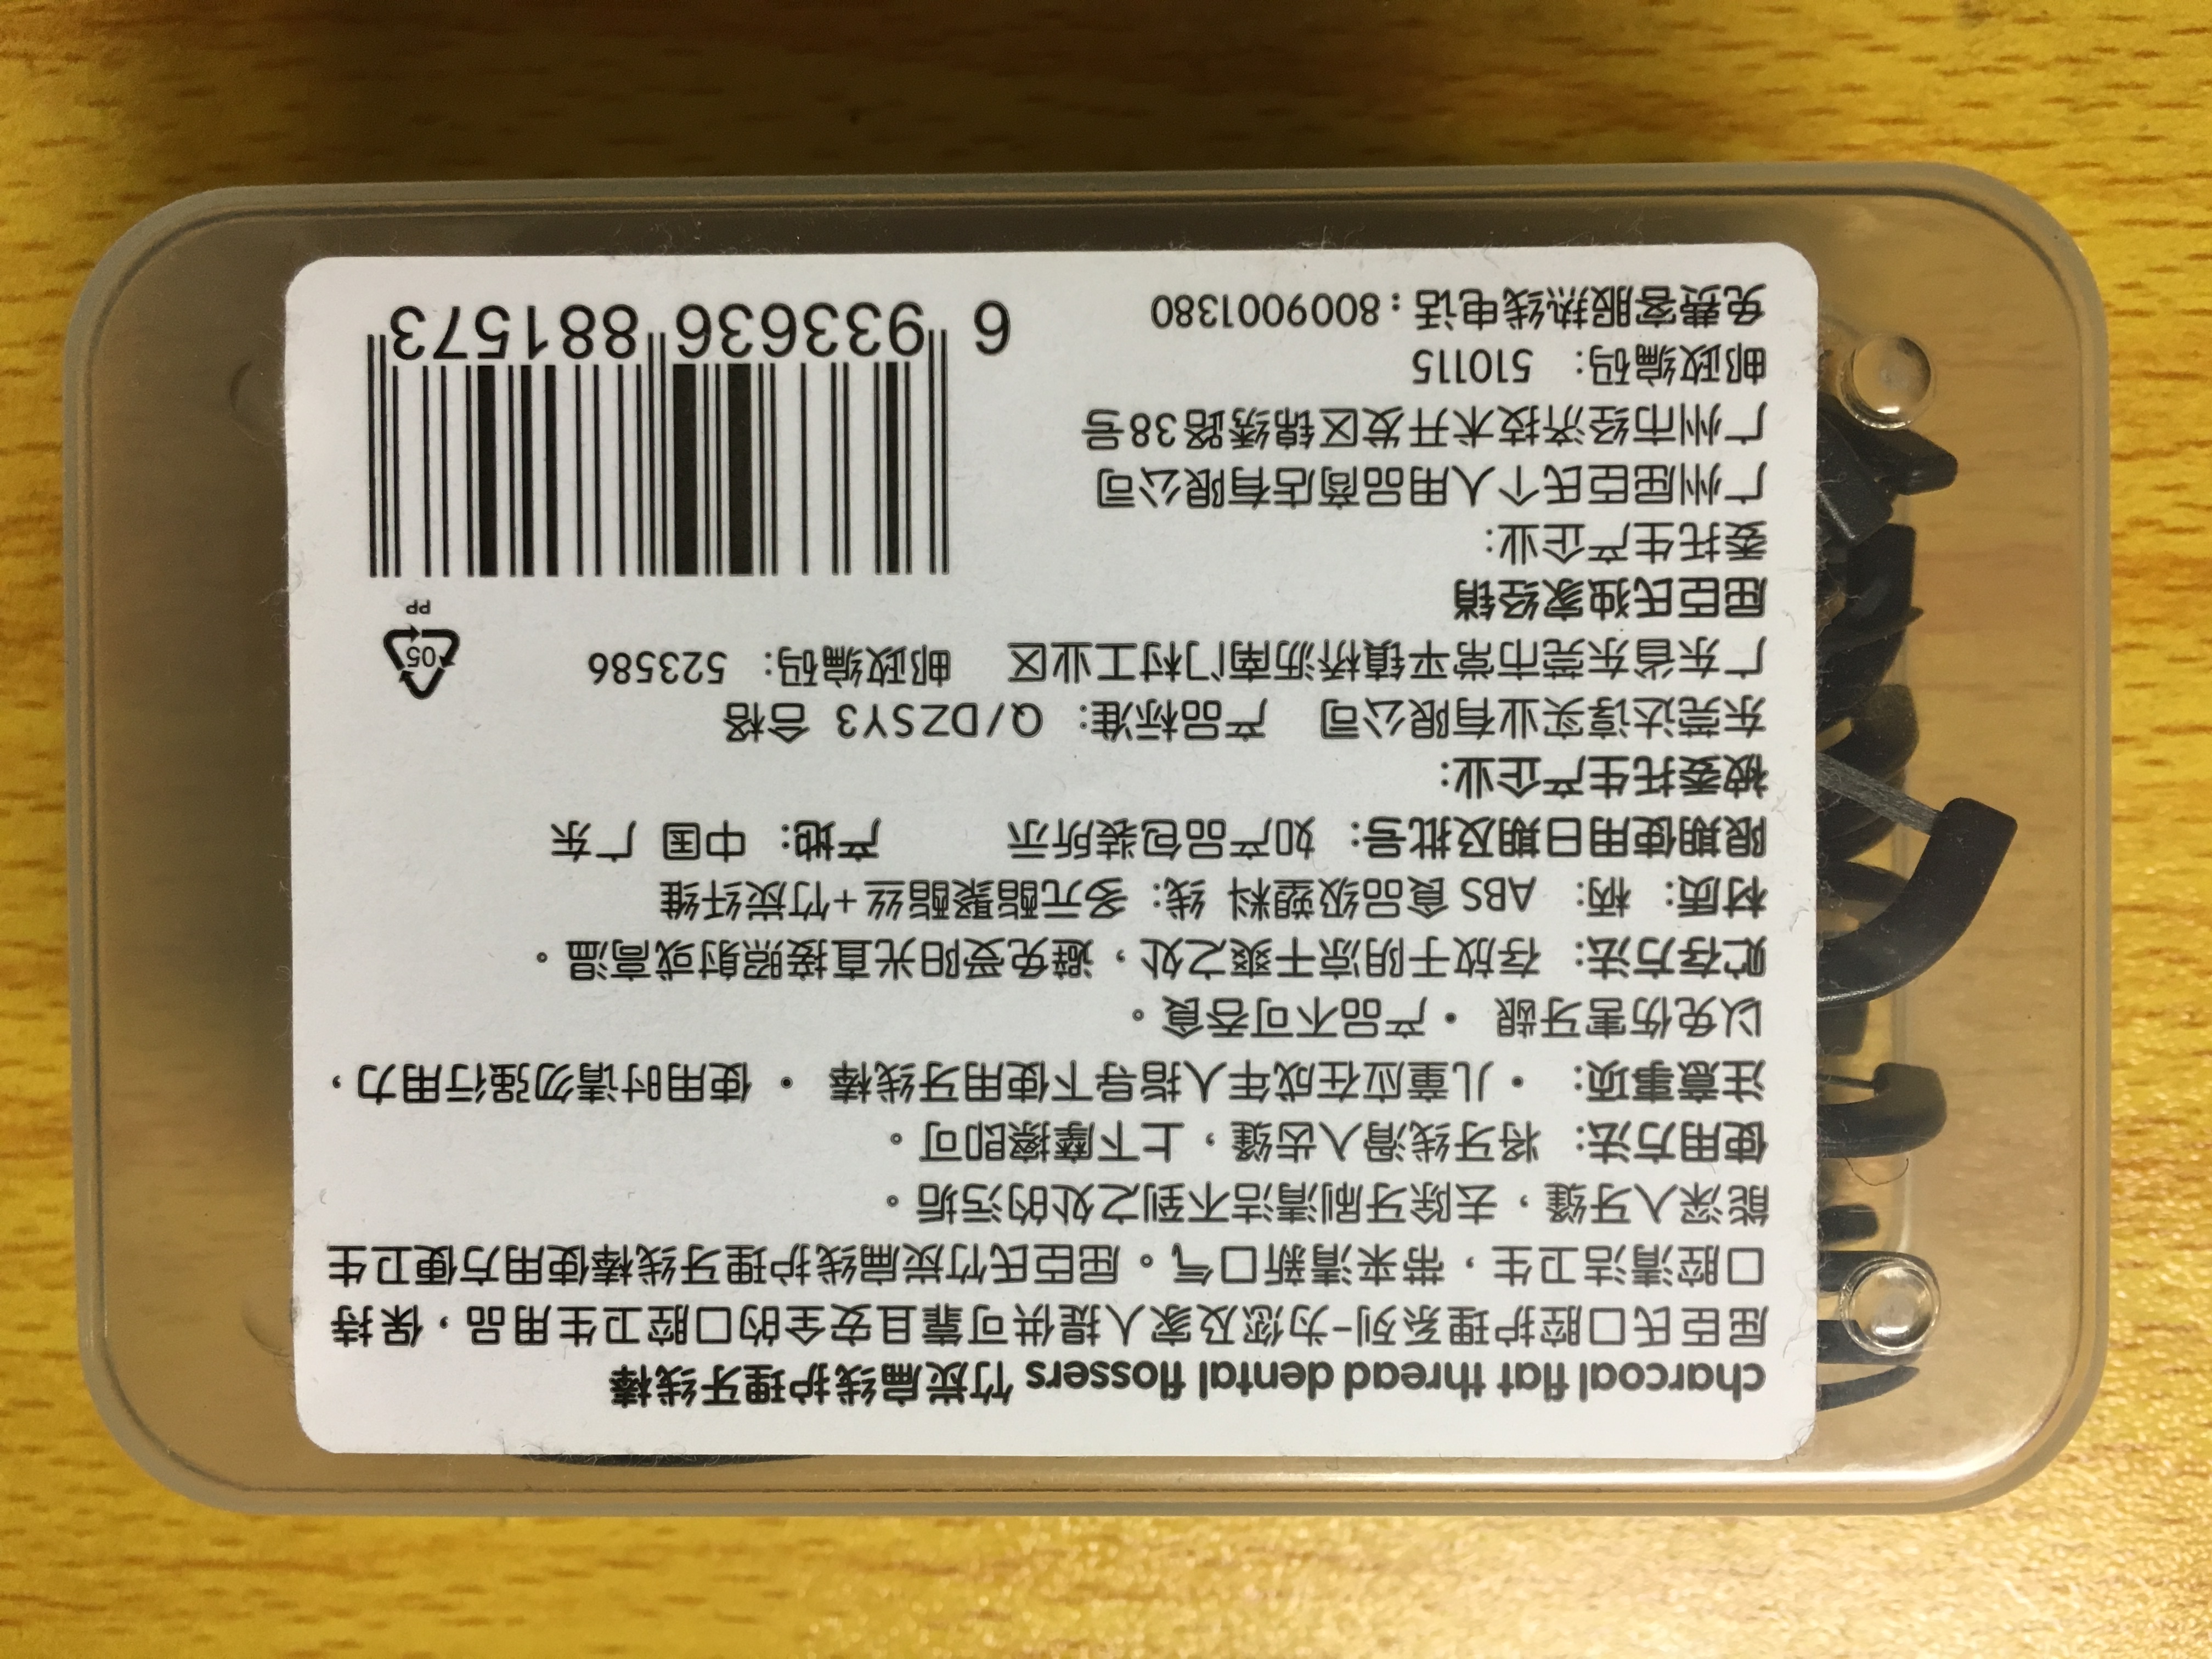 charcoal flat thread dental flossers 竹炭扁线护理牙线棒
屈臣氏口腔护理系列-为您及家人提供可靠且安全的口腔卫生用品，保持
口腔清洁卫生，带来清新口气。屈臣氏竹炭扁线护理牙线棒使用方便卫生
能深入牙缝，去除牙刷清洁不到之处的污垢。
使用方法: 将牙线滑入齿缝，上下摩擦即可。
注意事项: •儿童应在成年人指导下使用牙线棒 • 使用时请勿强行用力，
以免伤害牙龈 •产品不可吞食。
贮存方法: 存放于阴凉干爽之处，避免受阳光直接照射或高温。
材质: 柄: ABS 食品级塑料 线: 多元酯聚酯丝+竹炭纤维
限期使用日期及批号: 如产品包装所示 产地: 中国 广东
被委托生产企业:
东莞达淳实业有限公司 产品标准: Q/DZSY3 合格
广东省东莞市常平镇桥沥南门村工业区 邮政编码: 523586
屈臣氏独家经销
委托生产企业:
广州屈臣氏个人用品商店有限公司
广州市经济技术开发区锦绣路38号
邮政编码: 510115
免费客服热线电话：8009001380
05
PP
6 933636 881573